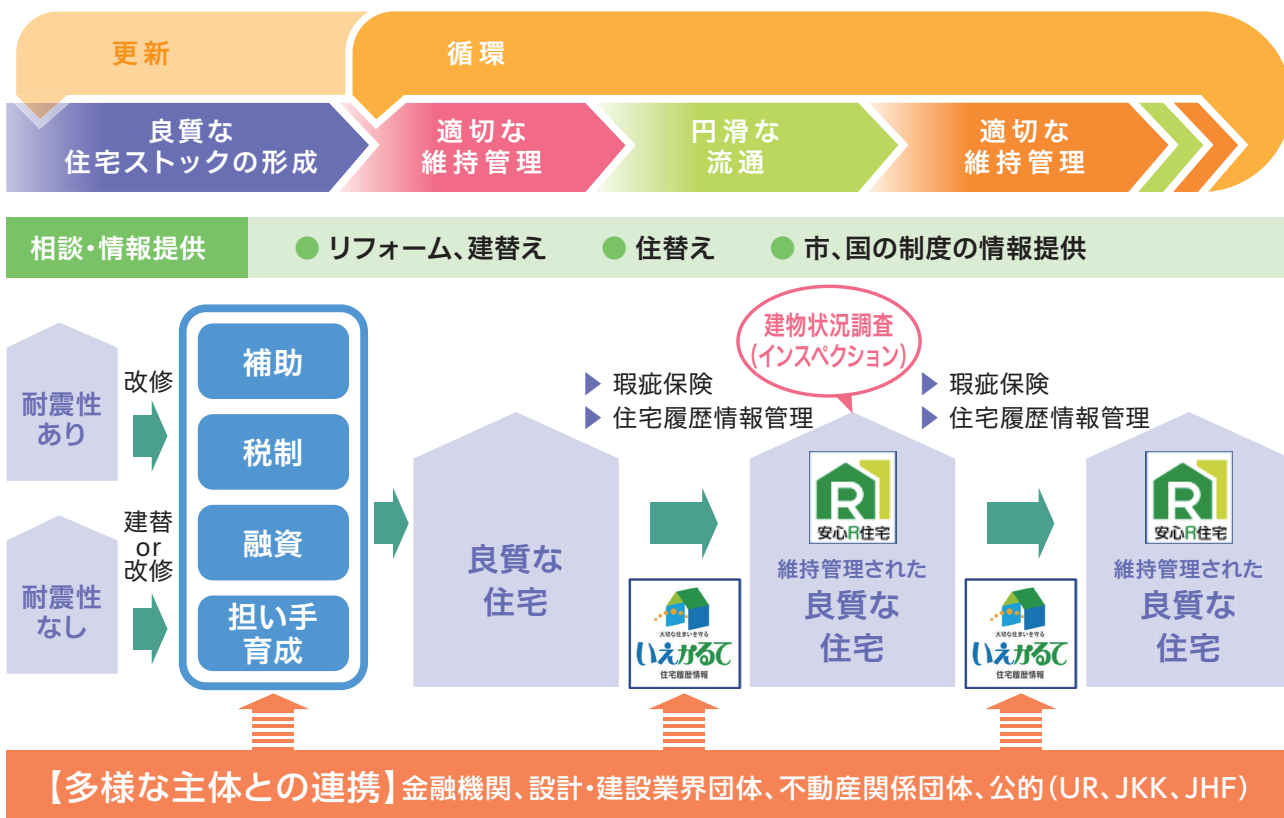 更新
循環
良質な
住宅ストックの形成
適切な
維持管理
円滑な
流通
適切な
維持管理
相談・情報提供
● リフォーム、建替え
● 住替え
● 市、国の制度の情報提供
耐震性
あり
改修
耐震性
なし
建替
or
改修
補助
税制
融資
担い手
育成
良質な
住宅
▶ 瑕疵保険
▶ 住宅履歴情報管理
大切な住まいを守る
いえかるて
住宅履歴情報
建物状況調査
(インスペクション)
R
安心R住宅
維持管理された
良質な
住宅
▶ 瑕疵保険
▶ 住宅履歴情報管理
大切な住まいを守る
いえかるて
住宅履歴情報
R
安心R住宅
維持管理された
良質な
住宅
【多様な主体との連携】金融機関、設計・建設業界団体、不動産関係団体、公的(UR、JKK、JHF)